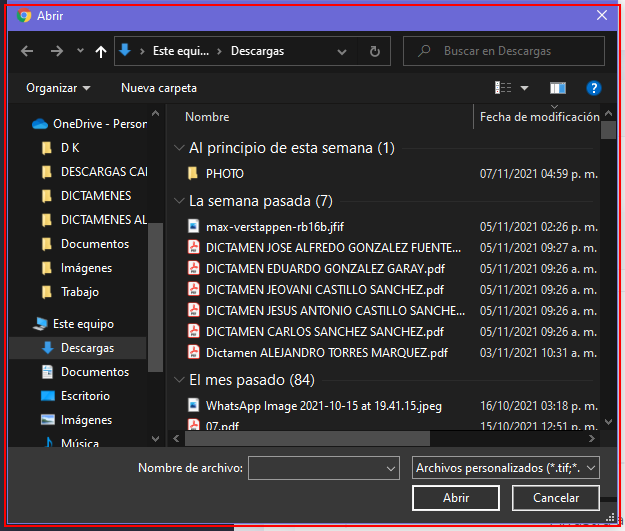 Abrir
Este equi... Descargas
Buscar en Descargas
Organizar Nueva carpeta
OneDrive - Person
D K
DESCARGAS CAI
DICTAMENES
DICTAMENES AL
Documentos
Imágenes
Trabajo
Este equipo
Descargas
Documentos
Escritorio
Imágenes
Música
Nombre Fecha de modificación
Al principio de esta semana (1)
PHOTO 07/11/2021 04:59 p. m.
La semana pasada (7)
max-verstappen-rb16b.jfif 05/11/2021 02:26 p. m.
DICTAMEN JOSE ALFREDO GONZALEZ FUENTE... 05/11/2021 09:27 a. m.
DICTAMEN EDUARDO GONZALEZ GARAY.pdf 05/11/2021 09:27 a. m.
DICTAMEN JEOVANI CASTILLO SANCHEZ.pdf 05/11/2021 09:26 a. m.
DICTAMEN JESUS ANTONIO CASTILLO SANCHE... 05/11/2021 09:26 a. m.
DICTAMEN CARLOS SANCHEZ SANCHEZ.pdf 05/11/2021 09:26 a. m.
Dictamen ALEJANDRO TORRES MARQUEZ.pdf 03/11/2021 10:31 a. m.
El mes pasado (84)
WhatsApp Image 2021-10-15 at 19.41.15.jpeg 16/10/2021 03:18 p. m.
07.pdf 15/10/2021 12:51 p. m.
Nombre de archivo: Archivos personalizados (*.tif;*.
Abrir Cancelar